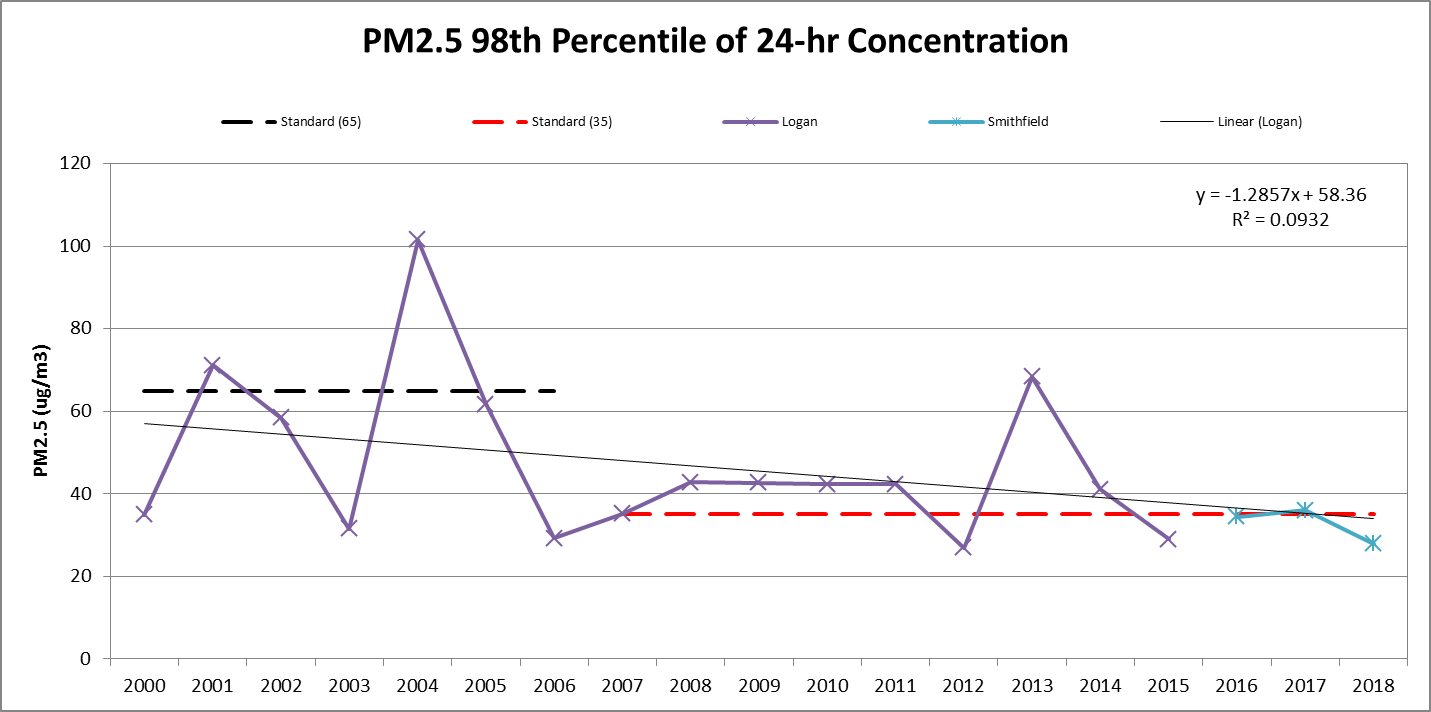 PM2.5 98th Percentile of 24-hr Concentration
Standard (65) Standard (35) Logan Smithfield Linear (Logan)
y = -1.2857x + 58.36
R² = 0.0932
PM2.5 (ug/m3)
120
100
80
60
40
20
0
2000 2001 2002 2003 2004 2005 2006 2007 2008 2009 2010 2011 2012 2013 2014 2015 2016 2017 2018